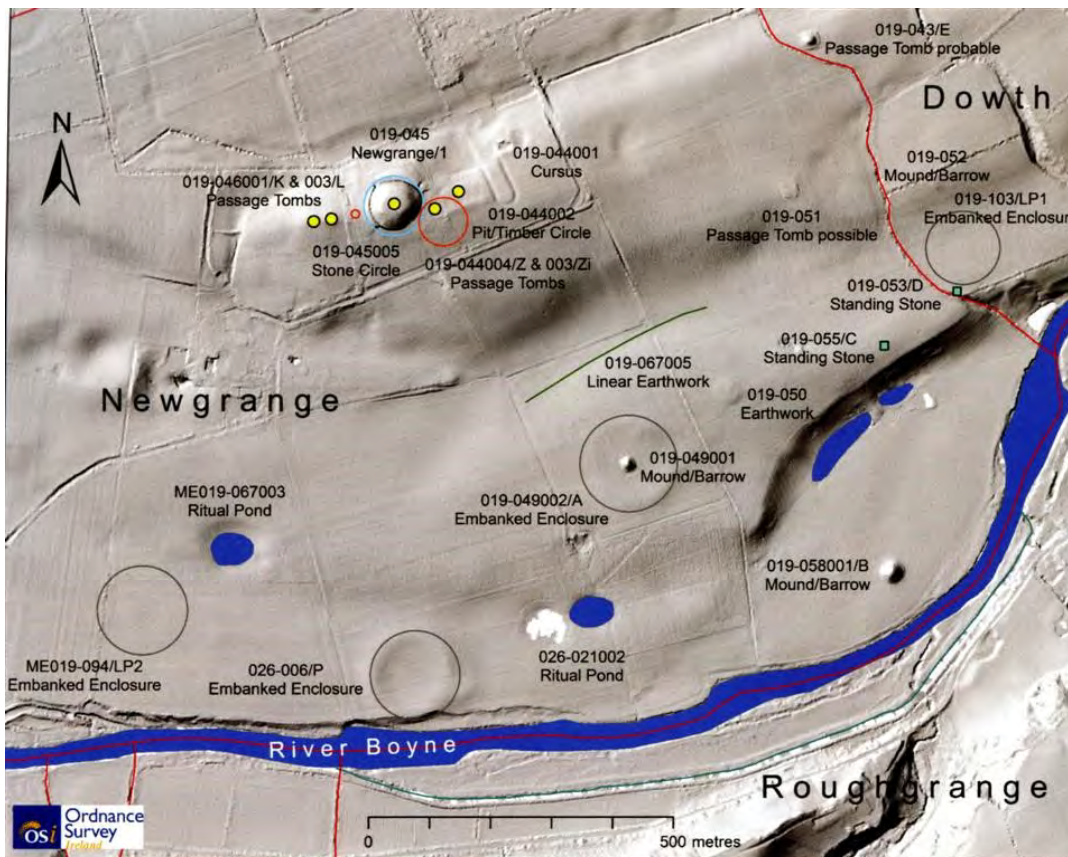 019-043/E
Passage Tomb probable
Dowth
N
019-045
Newgrange/1
019-044001
Cursus
019-052
Mound/Barrow
019-046001/K & 003/L
Passage Tombs
019-103/LP1
Embanked Enclosure
019-044002
Pit/Timber Circle
019-051
Passage Tomb possible
019-045005
Stone Circle
019-044004/Z & 003/Zi
Passage Tombs
019-053/D
Standing Stone
019-055/C
Standing Stone
019-067005
Linear Earthwork
Newgrange
019-050
Earthwork
019-049001
Mound/Barrow
ME019-067003
Ritual Pond
019-049002/A
Embanked Enclosure
019-058001/B
Mound/Barrow
ME019-094/LP2
Embanked Enclosure
026-006/P
Embanked Enclosure
026-021002
Ritual Pond
River Boyne
Roughgrange
osi Ordnance
Survey
Ireland
0 500 metres